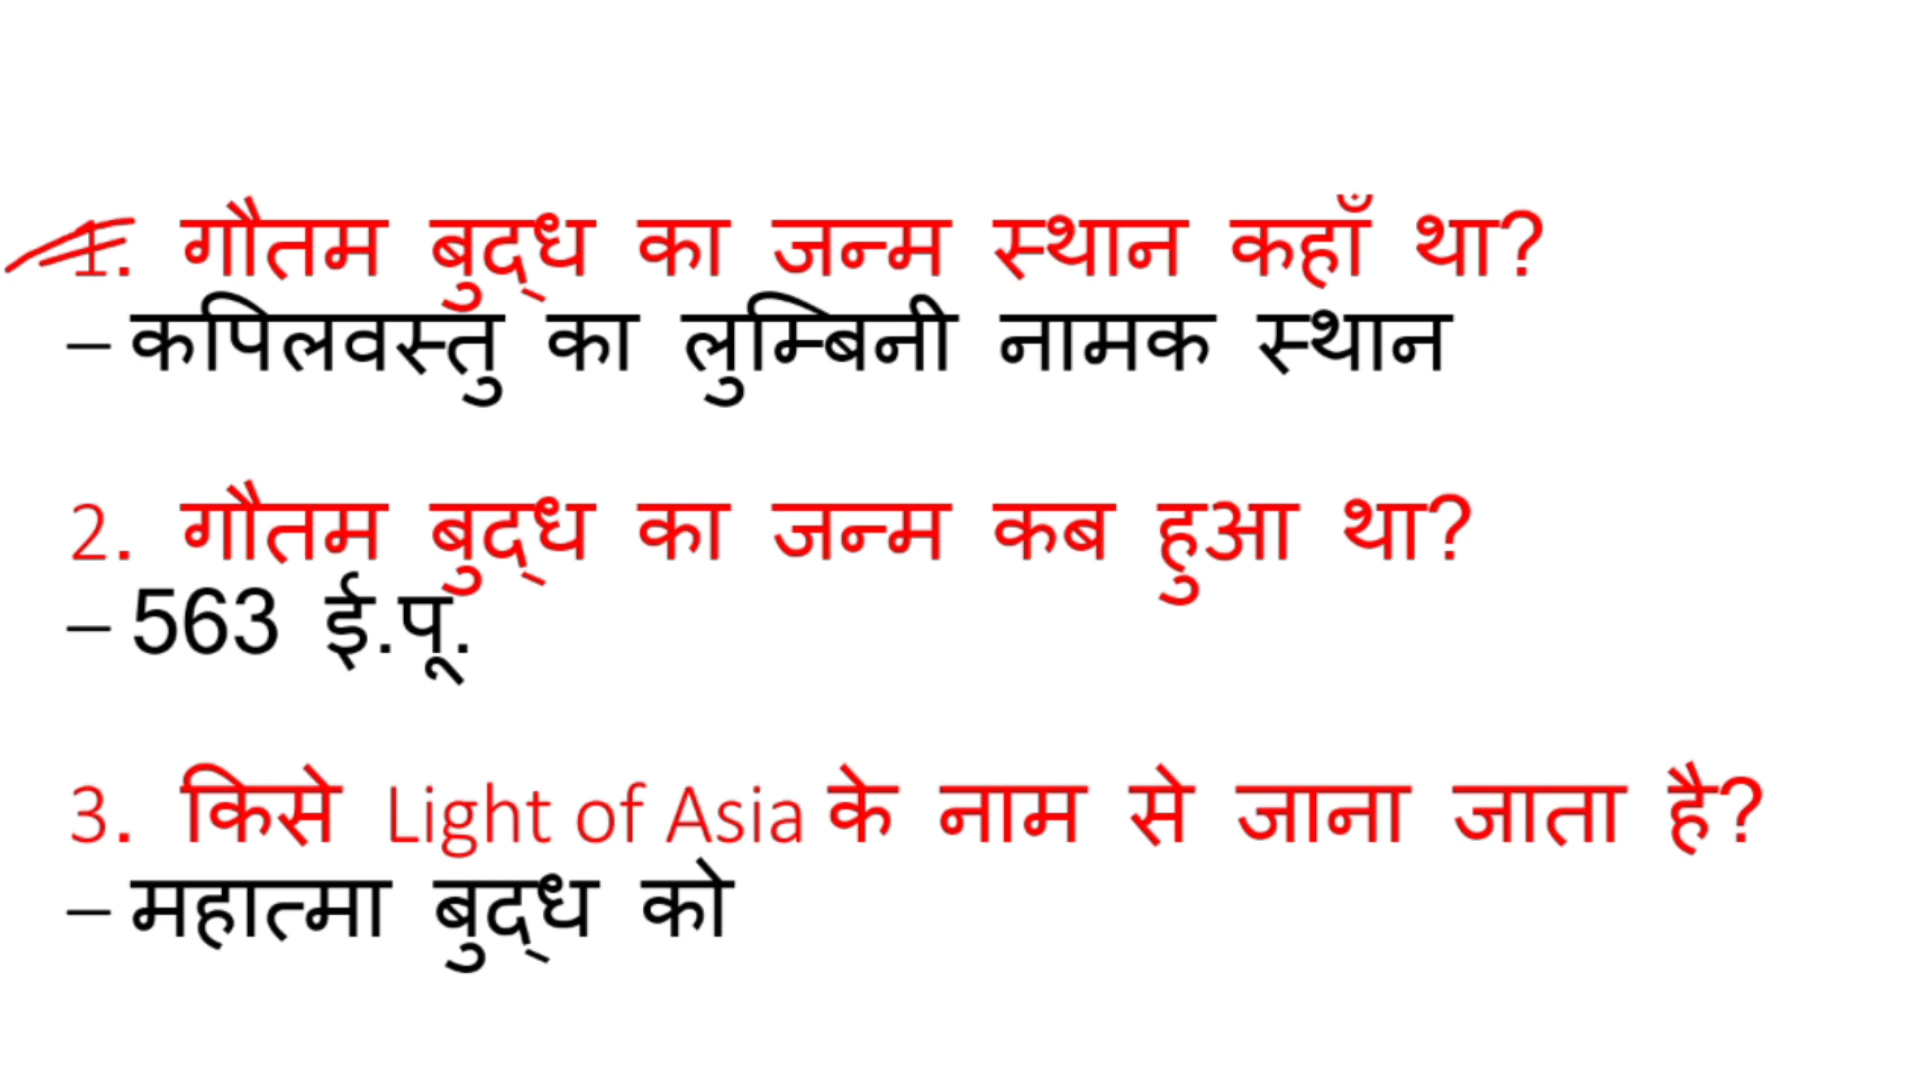 1. गौतम बुद्ध का जन्म स्थान कहाँ था?
– कपिलवस्तु का लुम्बिनी नामक स्थान
2. गौतम बुद्ध का जन्म कब हुआ था?
– 563 ई.पू.
3. किसे Light of Asia के नाम से जाना जाता है?
– महात्मा बुद्ध को